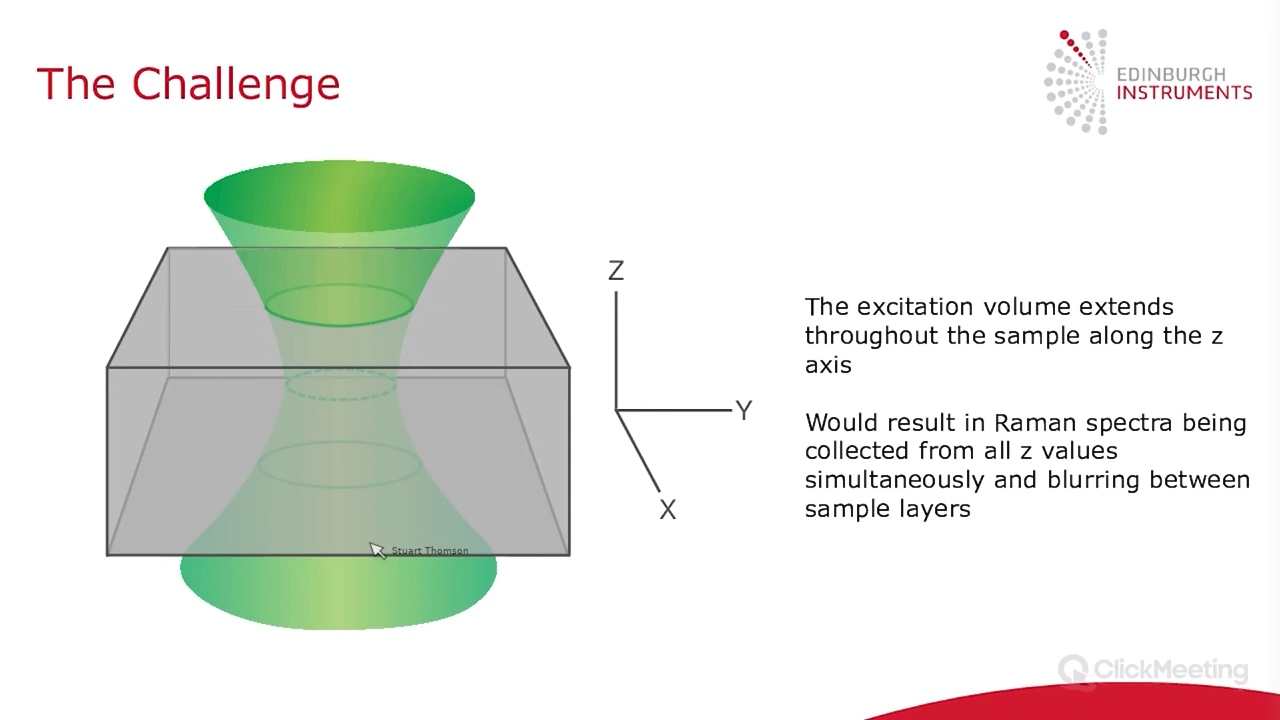 The Challenge
EDINBURGH
INSTRUMENTS
Z
Y
X
Stuart Thomson
The excitation volume extends
throughout the sample along the z
axis
Would result in Raman spectra being
collected from all z values
simultaneously and blurring between
sample layers
ClickMeeting